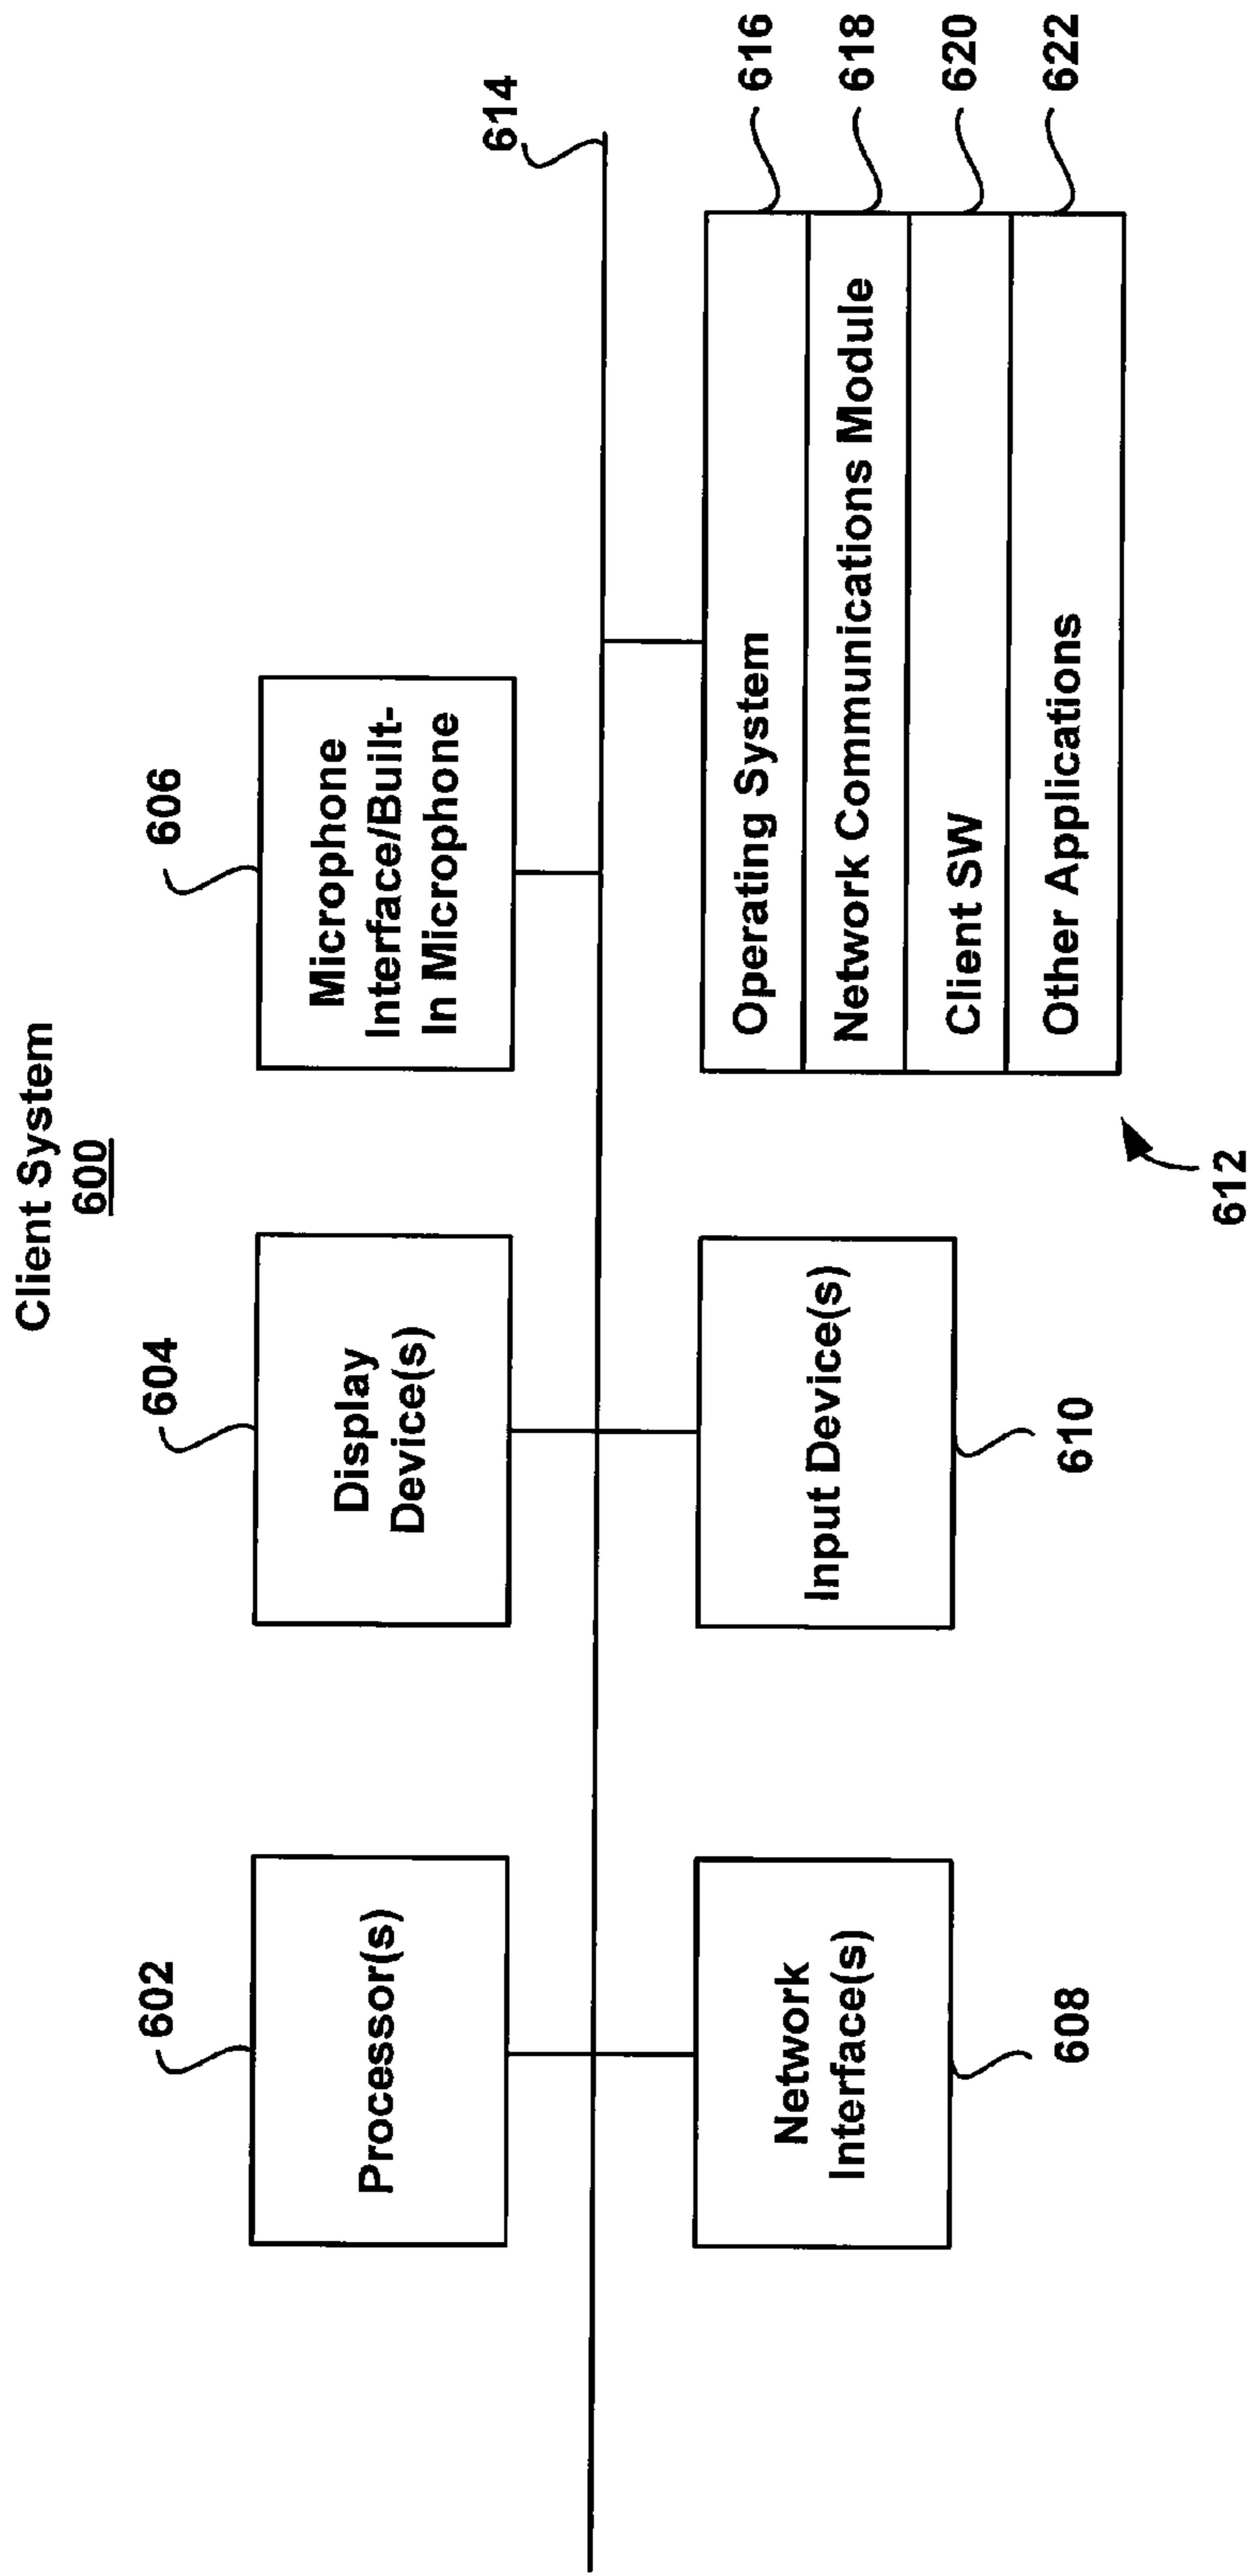 Client System
600
602
604
606
614
Processor(s)
Display
Device(s)
Microphone
Interface/Built-
In Microphone
Network
Interface(s)
Input Device(s)
Operating System
Network Communications Module
Client SW
Other Applications
616
618
620
622
608
610
612